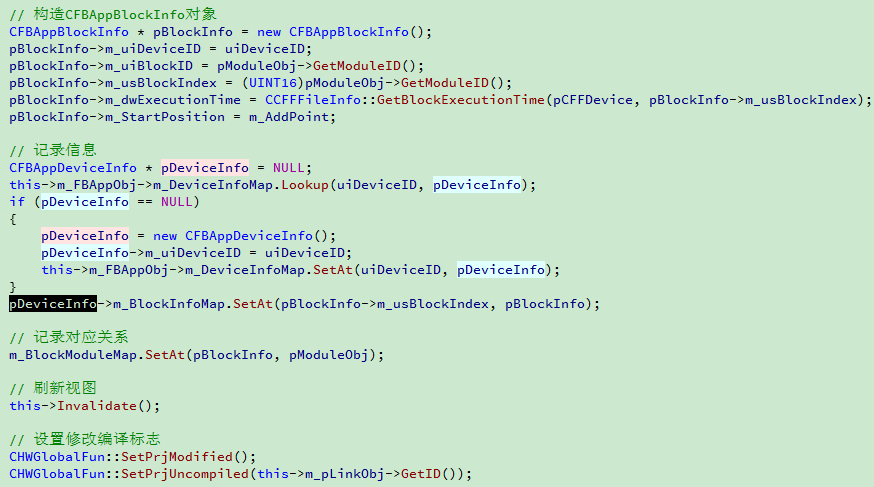 // 构造CFBAppBlockInfo对象
CFBAppBlockInfo * pBlockInfo = new CFBAppBlockInfo();
pBlockInfo->m_uiDeviceID = uiDeviceID;
pBlockInfo->m_uiBlockID = pModuleObj->GetModuleID();
pBlockInfo->m_usBlockIndex = (UINT16)pModuleObj->GetModuleID();
pBlockInfo->m_dwExecutionTime = CCFFFileInfo::GetBlockExecutionTime(pCFFDevice, pBlockInfo->m_usBlockIndex);
pBlockInfo->m_StartPosition = m_AddPoint;
// 记录信息
CFBAppDeviceInfo * pDeviceInfo = NULL;
this->m_FBAppObj->m_DeviceInfoMap.Lookup(uiDeviceID, pDeviceInfo);
if (pDeviceInfo == NULL)
{
    pDeviceInfo = new CFBAppDeviceInfo();
    pDeviceInfo->m_uiDeviceID = uiDeviceID;
    this->m_FBAppObj->m_DeviceInfoMap.SetAt(uiDeviceID, pDeviceInfo);
}
pDeviceInfo->m_BlockInfoMap.SetAt(pBlockInfo->m_usBlockIndex, pBlockInfo);
// 记录对应关系
m_BlockModuleMap.SetAt(pBlockInfo, pModuleObj);
// 刷新视图
this->Invalidate();
// 设置修改编译标志
CHWGlobalFun::SetPrjModified();
CHWGlobalFun::SetPrjUncompiled(this->m_pLinkObj->GetID());